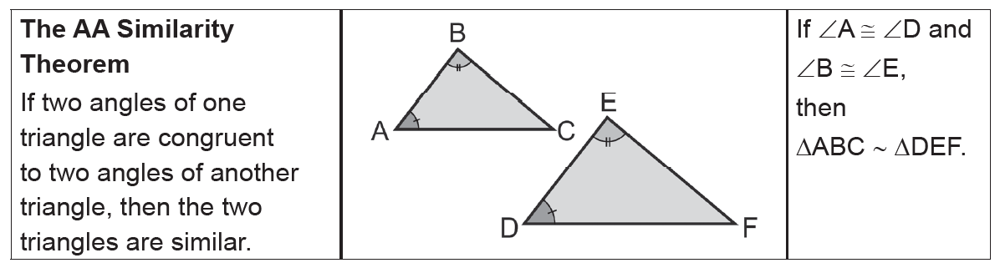 The AA Similarity
Theorem
If two angles of one
triangle are congruent
to two angles of another
triangle, then the two
triangles are similar.
B
A
C
E
D
F
If ∠A ≅ ∠D and
∠B ≅ ∠E,
then
ΔABC ~ ΔDEF.